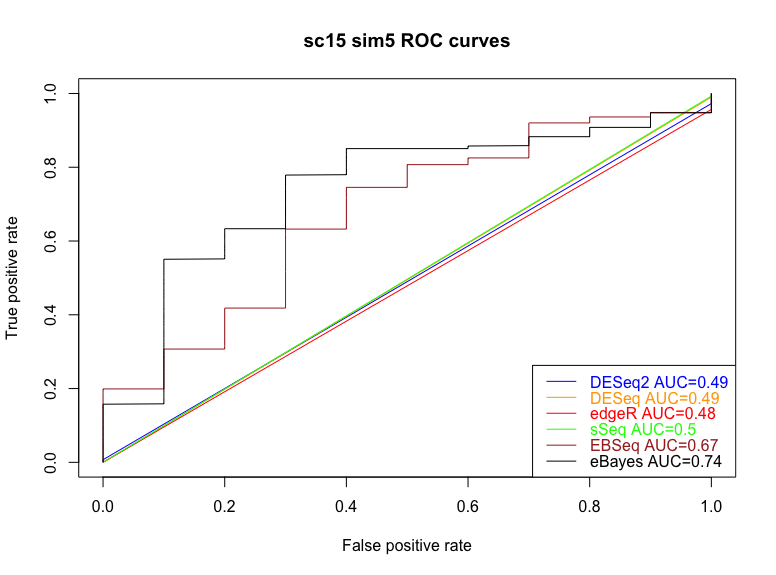 sc15 sim5 ROC curves
True positive rate
1.0
0.8
0.6
0.4
0.2
0.0
DESeq2 AUC=0.49
DESeq AUC=0.49
edgeR AUC=0.48
sSeq AUC=0.5
EBSeq AUC=0.67
eBayes AUC=0.74
0.0 0.2 0.4 0.6 0.8 1.0
False positive rate